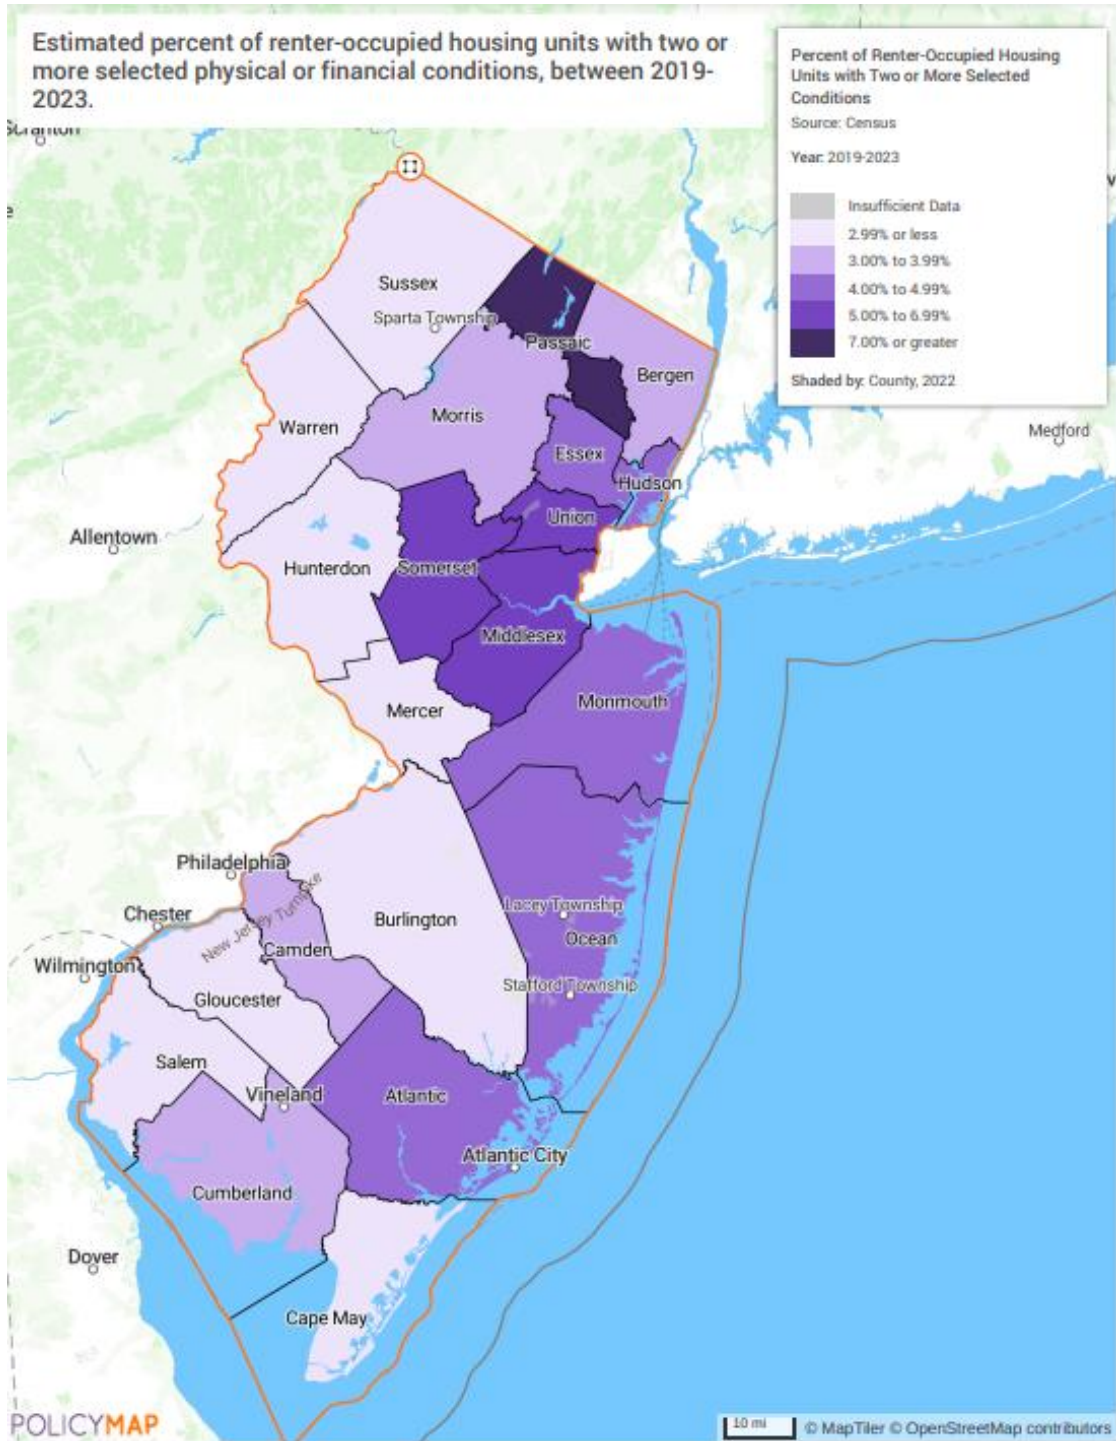 Estimated percent of renter-occupied housing units with two or
more selected physical or financial conditions, between 2019-
2023.
Percent of Renter-Occupied Housing
Units with Two or More Selected
Conditions
Source: Census
Year: 2019-2023
Insufficient Data
2.99% or less
3.00% to 3.99%
4.00% to 4.99%
5.00% to 6.99%
7.00% or greater
Shaded by: County, 2022
Scranton
Sussex
Sparta Township
Passaic
Bergen
Morris
Warren
Medford
Essex
Hudson
Union
Allentown
Hunterdon
Somerset
Middlesex
Monmouth
Mercer
Philadelphia
Lacey Township
Chester
New Jersey Turnpike
Burlington
Ocean
Camden
Wilmington
Stafford Township
Gloucester
Salem
Vineland
Atlantic
Atlantic City
Cumberland
Dover
Cape May
POLICYMAP
10 mi
© MapTiler © OpenStreetMap contributors